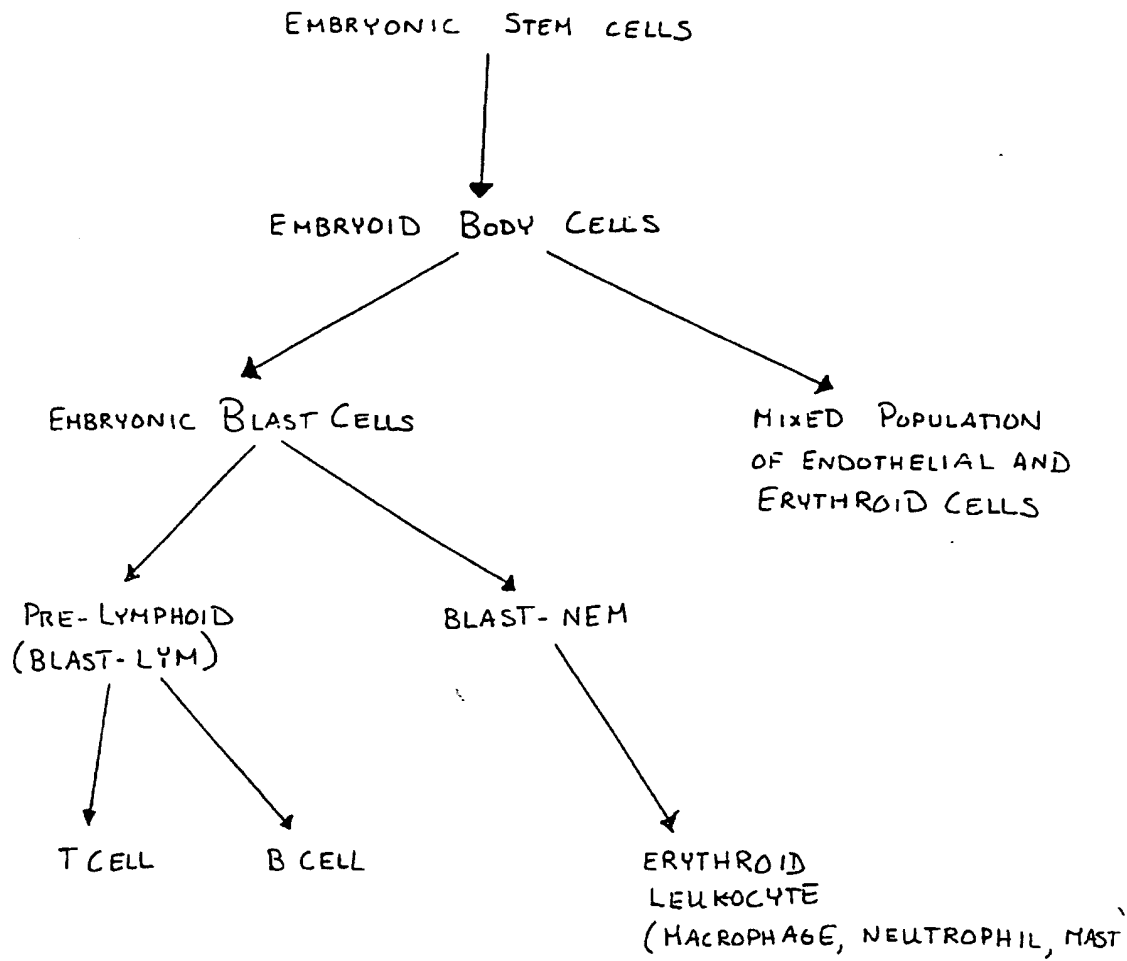 EMBRYONIC STEM CELLS
EMBRYOID BODY CELLS
EMBRYONIC BLAST CELLS
MIXED POPULATION
OF ENDOTHELIAL AND
ERYTHROID CELLS
PRE-LYMPHOID
(BLAST-LYM)
BLAST-NEM
T CELL
B CELL
ERYTHROID
LEUKOCYTE
(MACROPHAGE, NEUTROPHIL, MAST